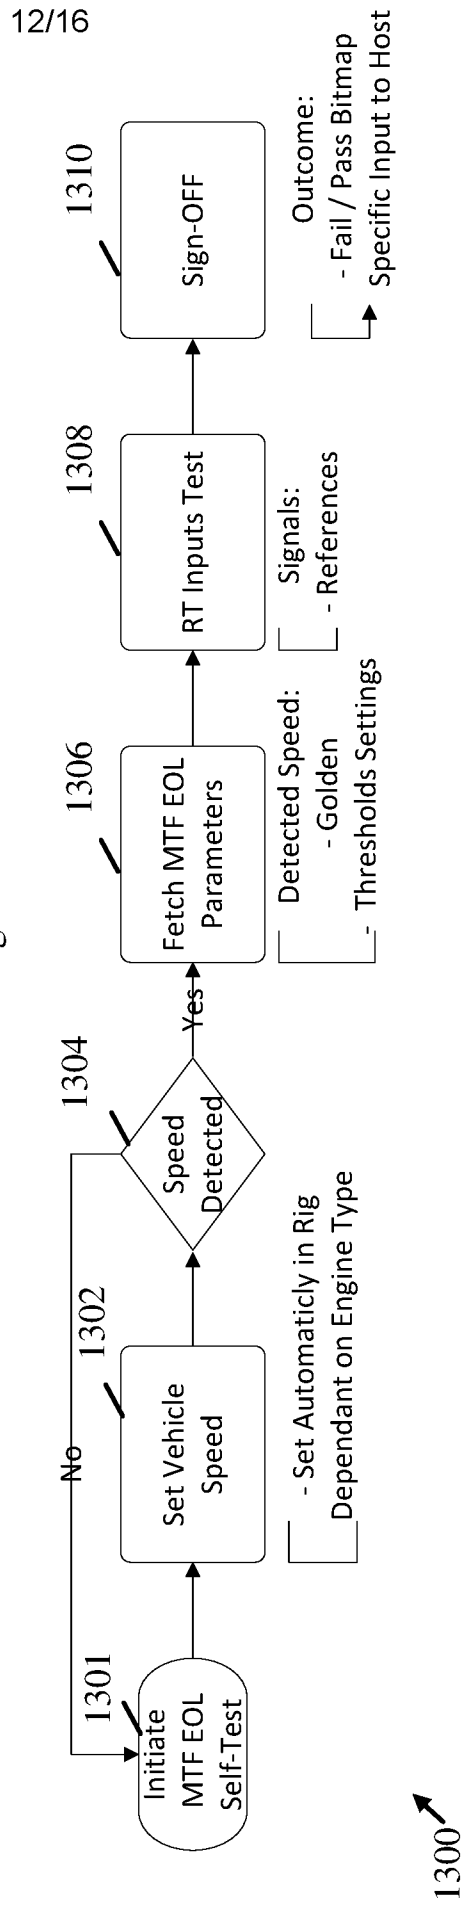 12/16
1300
1301
Initiate
MTF EOL
Self-Test
No
1302
Set Vehicle
Speed
- Set Automaticly in Rig
Dependant on Engine Type
1304
Speed
Detected
Yes
1306
Fetch MTF EOL
Parameters
Detected Speed:
- Golden
- Thresholds Settings
1308
RT Inputs Test
Signals:
- References
1310
Sign-OFF
Outcome:
- Fail / Pass Bitmap
Specific Input to Host